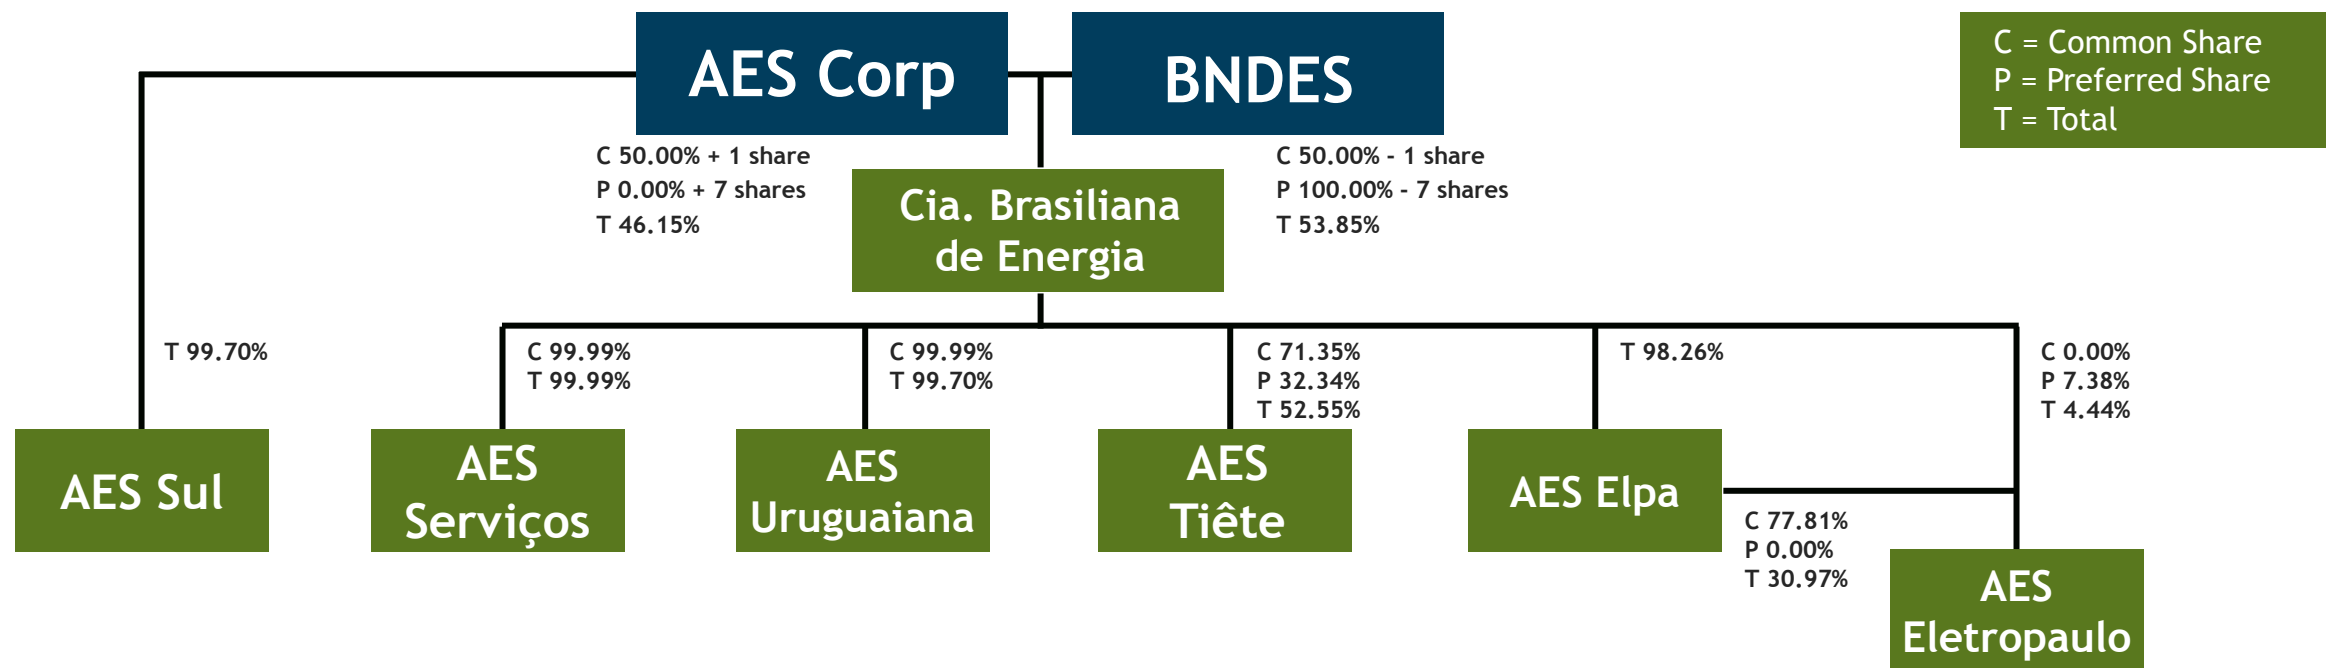 AES Corp
BNDES
C = Common Share
P = Preferred Share
T = Total
C 50.00% + 1 share
P 0.00% + 7 shares
T 46.15%
C 50.00% - 1 share
P 100.00% - 7 shares
T 53.85%
Cia. Brasiliana
de Energia
T 99.70%
C 99.99%
T 99.99%
C 99.99%
T 99.70%
C 71.35%
P 32.34%
T 52.55%
T 98.26%
C 0.00%
P 7.38%
T 4.44%
AES Sul
AES
Serviços
AES
Uruguaiana
AES
Tiête
AES Elpa
C 77.81%
P 0.00%
T 30.97%
AES
Eletropaulo